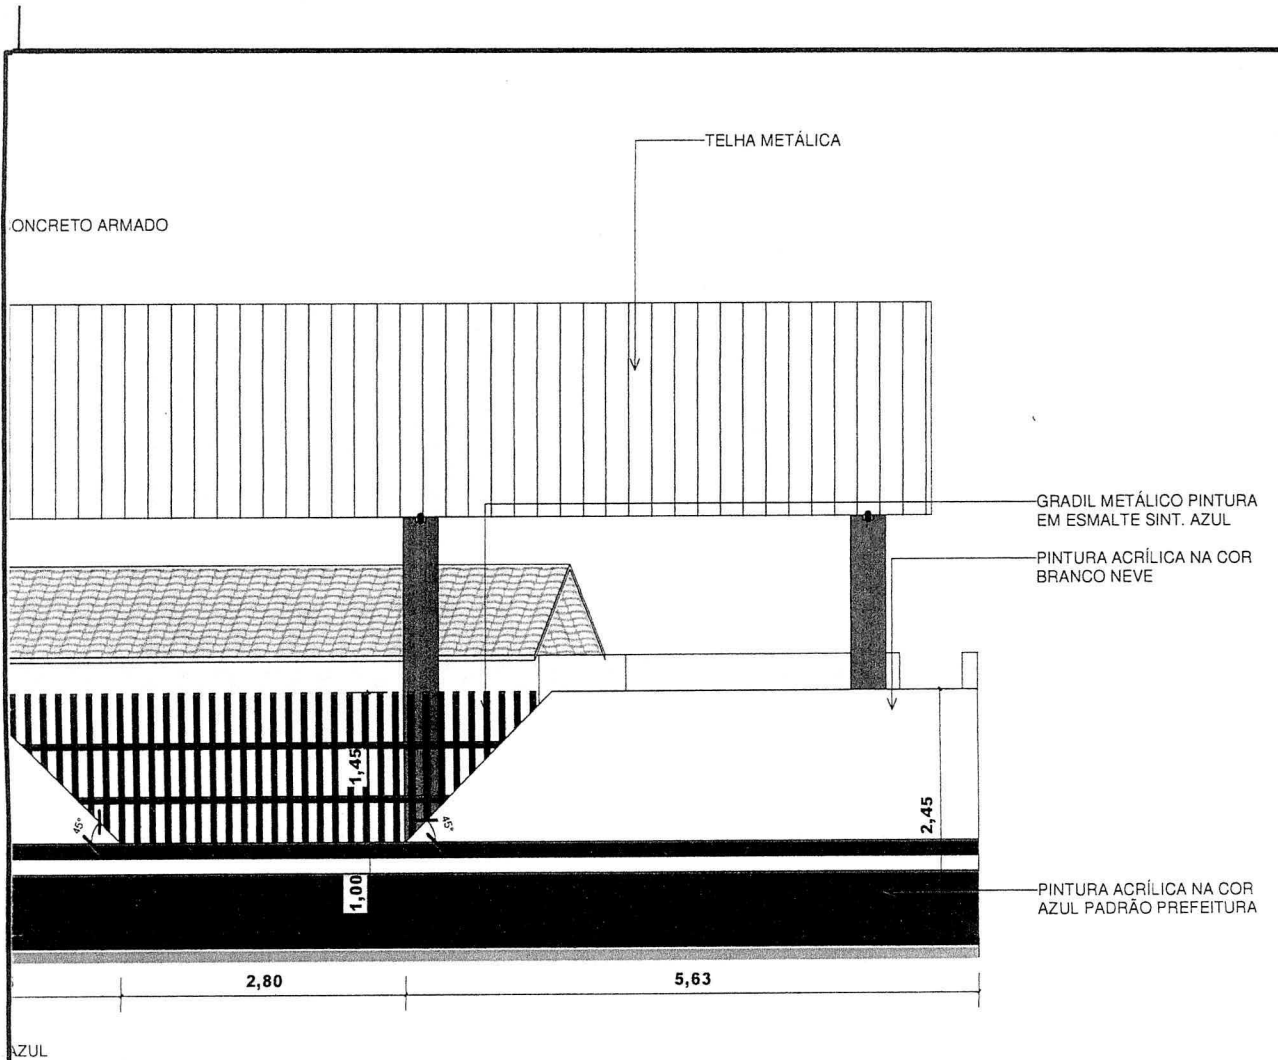 TELHA METÁLICA
ONCRETO ARMADO
GRADIL METÁLICO PINTURA
EM ESMALTE SINT. AZUL
PINTURA ACRÍLICA NA COR
BRANCO NEVE
1,45
45°
45°
2,45
1,00
PINTURA ACRÍLICA NA COR
AZUL PADRÃO PREFEITURA
2,80
5,63
AZUL